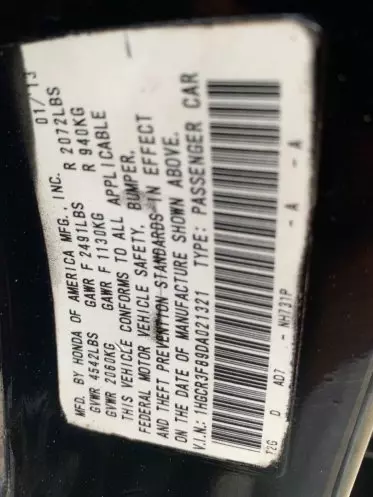 MFD. BY HONDA OF AMERICA MFG., INC. 01/13
GVWR 4542LBS GAWR F 2491LBS R 2072LBS
GVWR 2060KG GAWR F 1130KG R 940KG
THIS VEHICLE CONFORMS TO ALL APPLICABLE
FEDERAL MOTOR VEHICLE SAFETY, BUMPER,
AND THEFT PREVENTION STANDARDS IN EFFECT
ON THE DATE OF MANUFACTURE SHOWN ABOVE.
V.I.N.: 1HGCR3F89DA021321 TYPE: PASSENGER CAR
T2G D AD7 NH731P - A - A